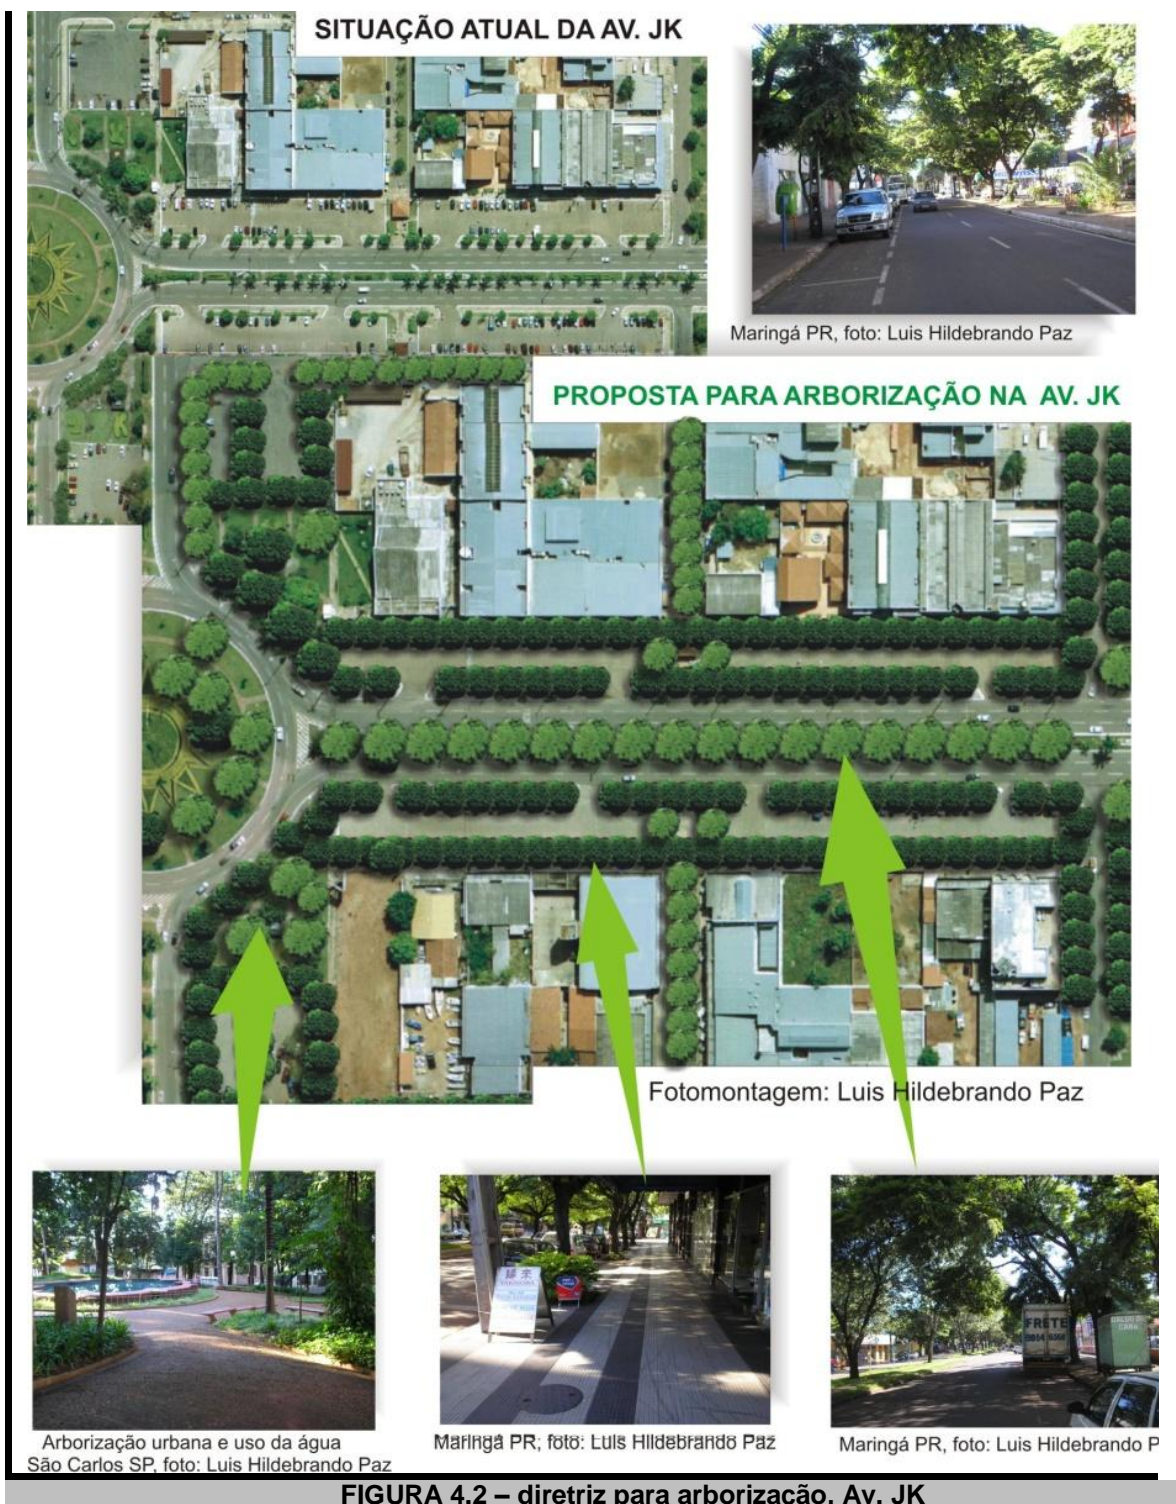 SITUAÇÃO ATUAL DA AV. JK
Maringá PR, foto: Luis Hildebrando Paz
PROPOSTA PARA ARBORIZAÇÃO NA AV. JK
Fotomontagem: Luis Hildebrando Paz
FRETE
Arborização urbana e uso da água
São Carlos SP, foto: Luis Hildebrando Paz
Maringá PR, foto: Luis Hildebrando Paz
Maringá PR, foto: Luis Hildebrando P
FIGURA 4.2 – diretriz para arborização, Av. JK